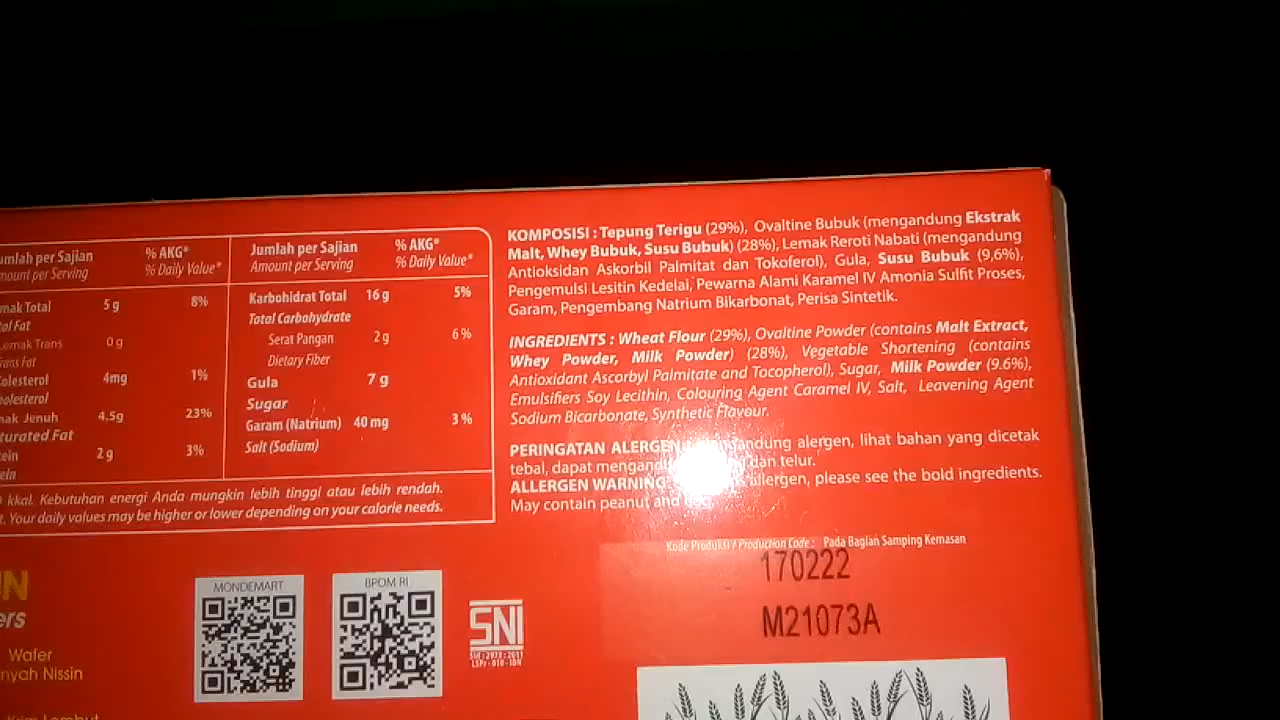 Jumlah per Sajian
% AKG*
Amount per Serving
% Daily Value*
Total 5 g 8%
Fat
Lemak Trans 0 g
Trans Fat
4mg 1%
Jenuh 4.5g 23%
Fat
2 g 3%
Jumlah per Sajian % AKG*
Amount per Serving % Daily Value*
Karbohidrat Total 16 g 5%
Total Carbohydrate
Serat Pangan 2 g 6 %
Dietary Fiber
Gula 7 g
Sugar
Garam (Natrium) 40 mg 3 %
Salt (Sodium)
kkal. Kebutuhan energi Anda mungkin lebih tinggi atau lebih rendah.
Your daily values may be higher or lower depending on your calorie needs.
KOMPOSISI : Tepung Terigu (29%), Ovaltine Bubuk (mengandung Ekstrak
Malt, Whey Bubuk, Susu Bubuk) (28%), Lemak Reroti Nabati (mengandung
Antioksidan Askorbil Palmitat dan Tokoferol), Gula, Susu Bubuk (9,6%),
Pengemulsi Lesitin Kedelai, Pewarna Alami Karamel IV Amonia Sulfit Proses,
Garam, Pengembang Natrium Bikarbonat, Perisa Sintetik.
INGREDIENTS : Wheat Flour (29%), Ovaltine Powder (contains Malt Extract,
Whey Powder, Milk Powder) (28%), Vegetable Shortening (contains
Antioxidant Ascorbyl Palmitate and Tocopherol), Sugar, Milk Powder (9.6%),
Emulsifiers Soy Lecithin, Colouring Agent Caramel IV, Salt, Leavening Agent
Sodium Bicarbonate, Synthetic Flavour.
PERINGATAN ALERGEN alergen, lihat bahan yang dicetak
tebal, dapat dan telur.
ALLERGEN WARNING allergen, please see the bold ingredients.
May contain peanut and
Kode Produksi / Production Code : Pada Bagian Samping Kemasan
170222
M21073A
MONDEMART
BPOM RI
SNI
SNI : 2973 : 2011
LSPr - 010 - IDN
Wafer
Nissin